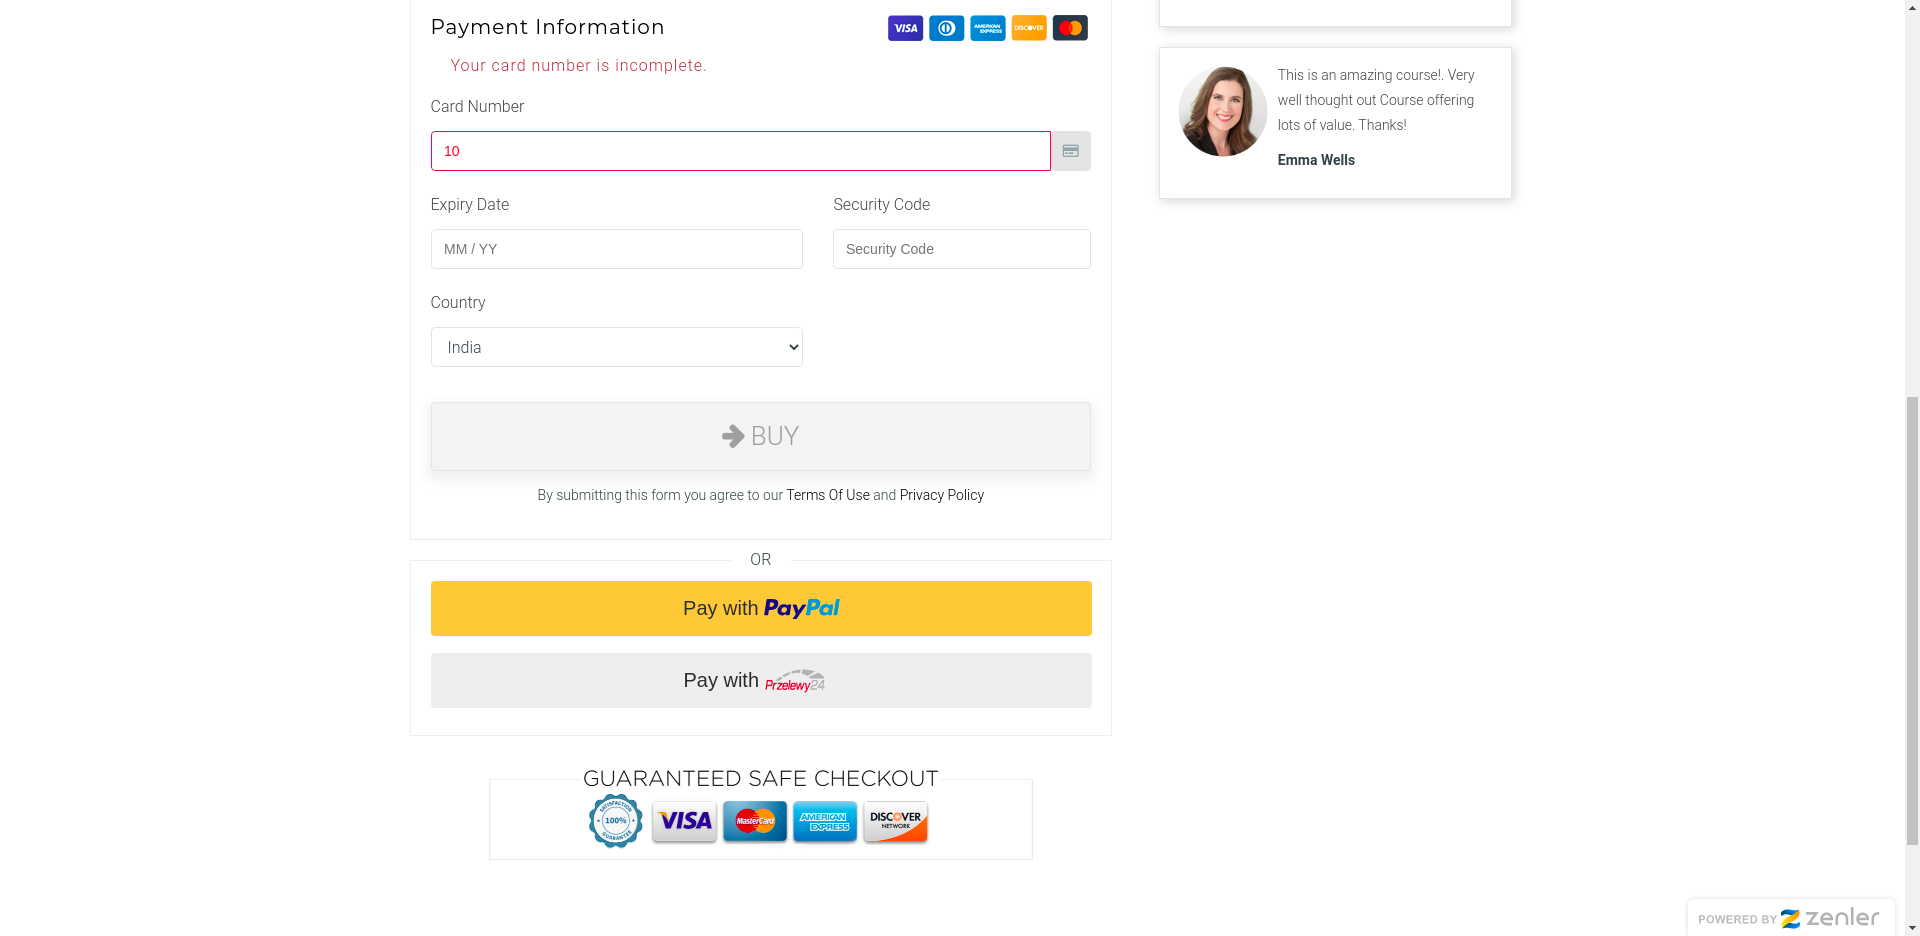 Payment Information
VISA
AMERICAN EXPRESS
DISCOVER
Your card number is incomplete.
Card Number
10
Expiry Date
Security Code
MM / YY
Security Code
Country
India
BUY
By submitting this form you agree to our Terms Of Use and Privacy Policy
OR
Pay with PayPal
Pay with Przelewy24
GUARANTEED SAFE CHECKOUT
SATISFACTION
100%
GUARANTEE
VISA
MasterCard
AMERICAN EXPRESS
DISCOVER
NETWORK
This is an amazing course!. Very
well thought out Course offering
lots of value. Thanks!
Emma Wells
POWERED BY zenler